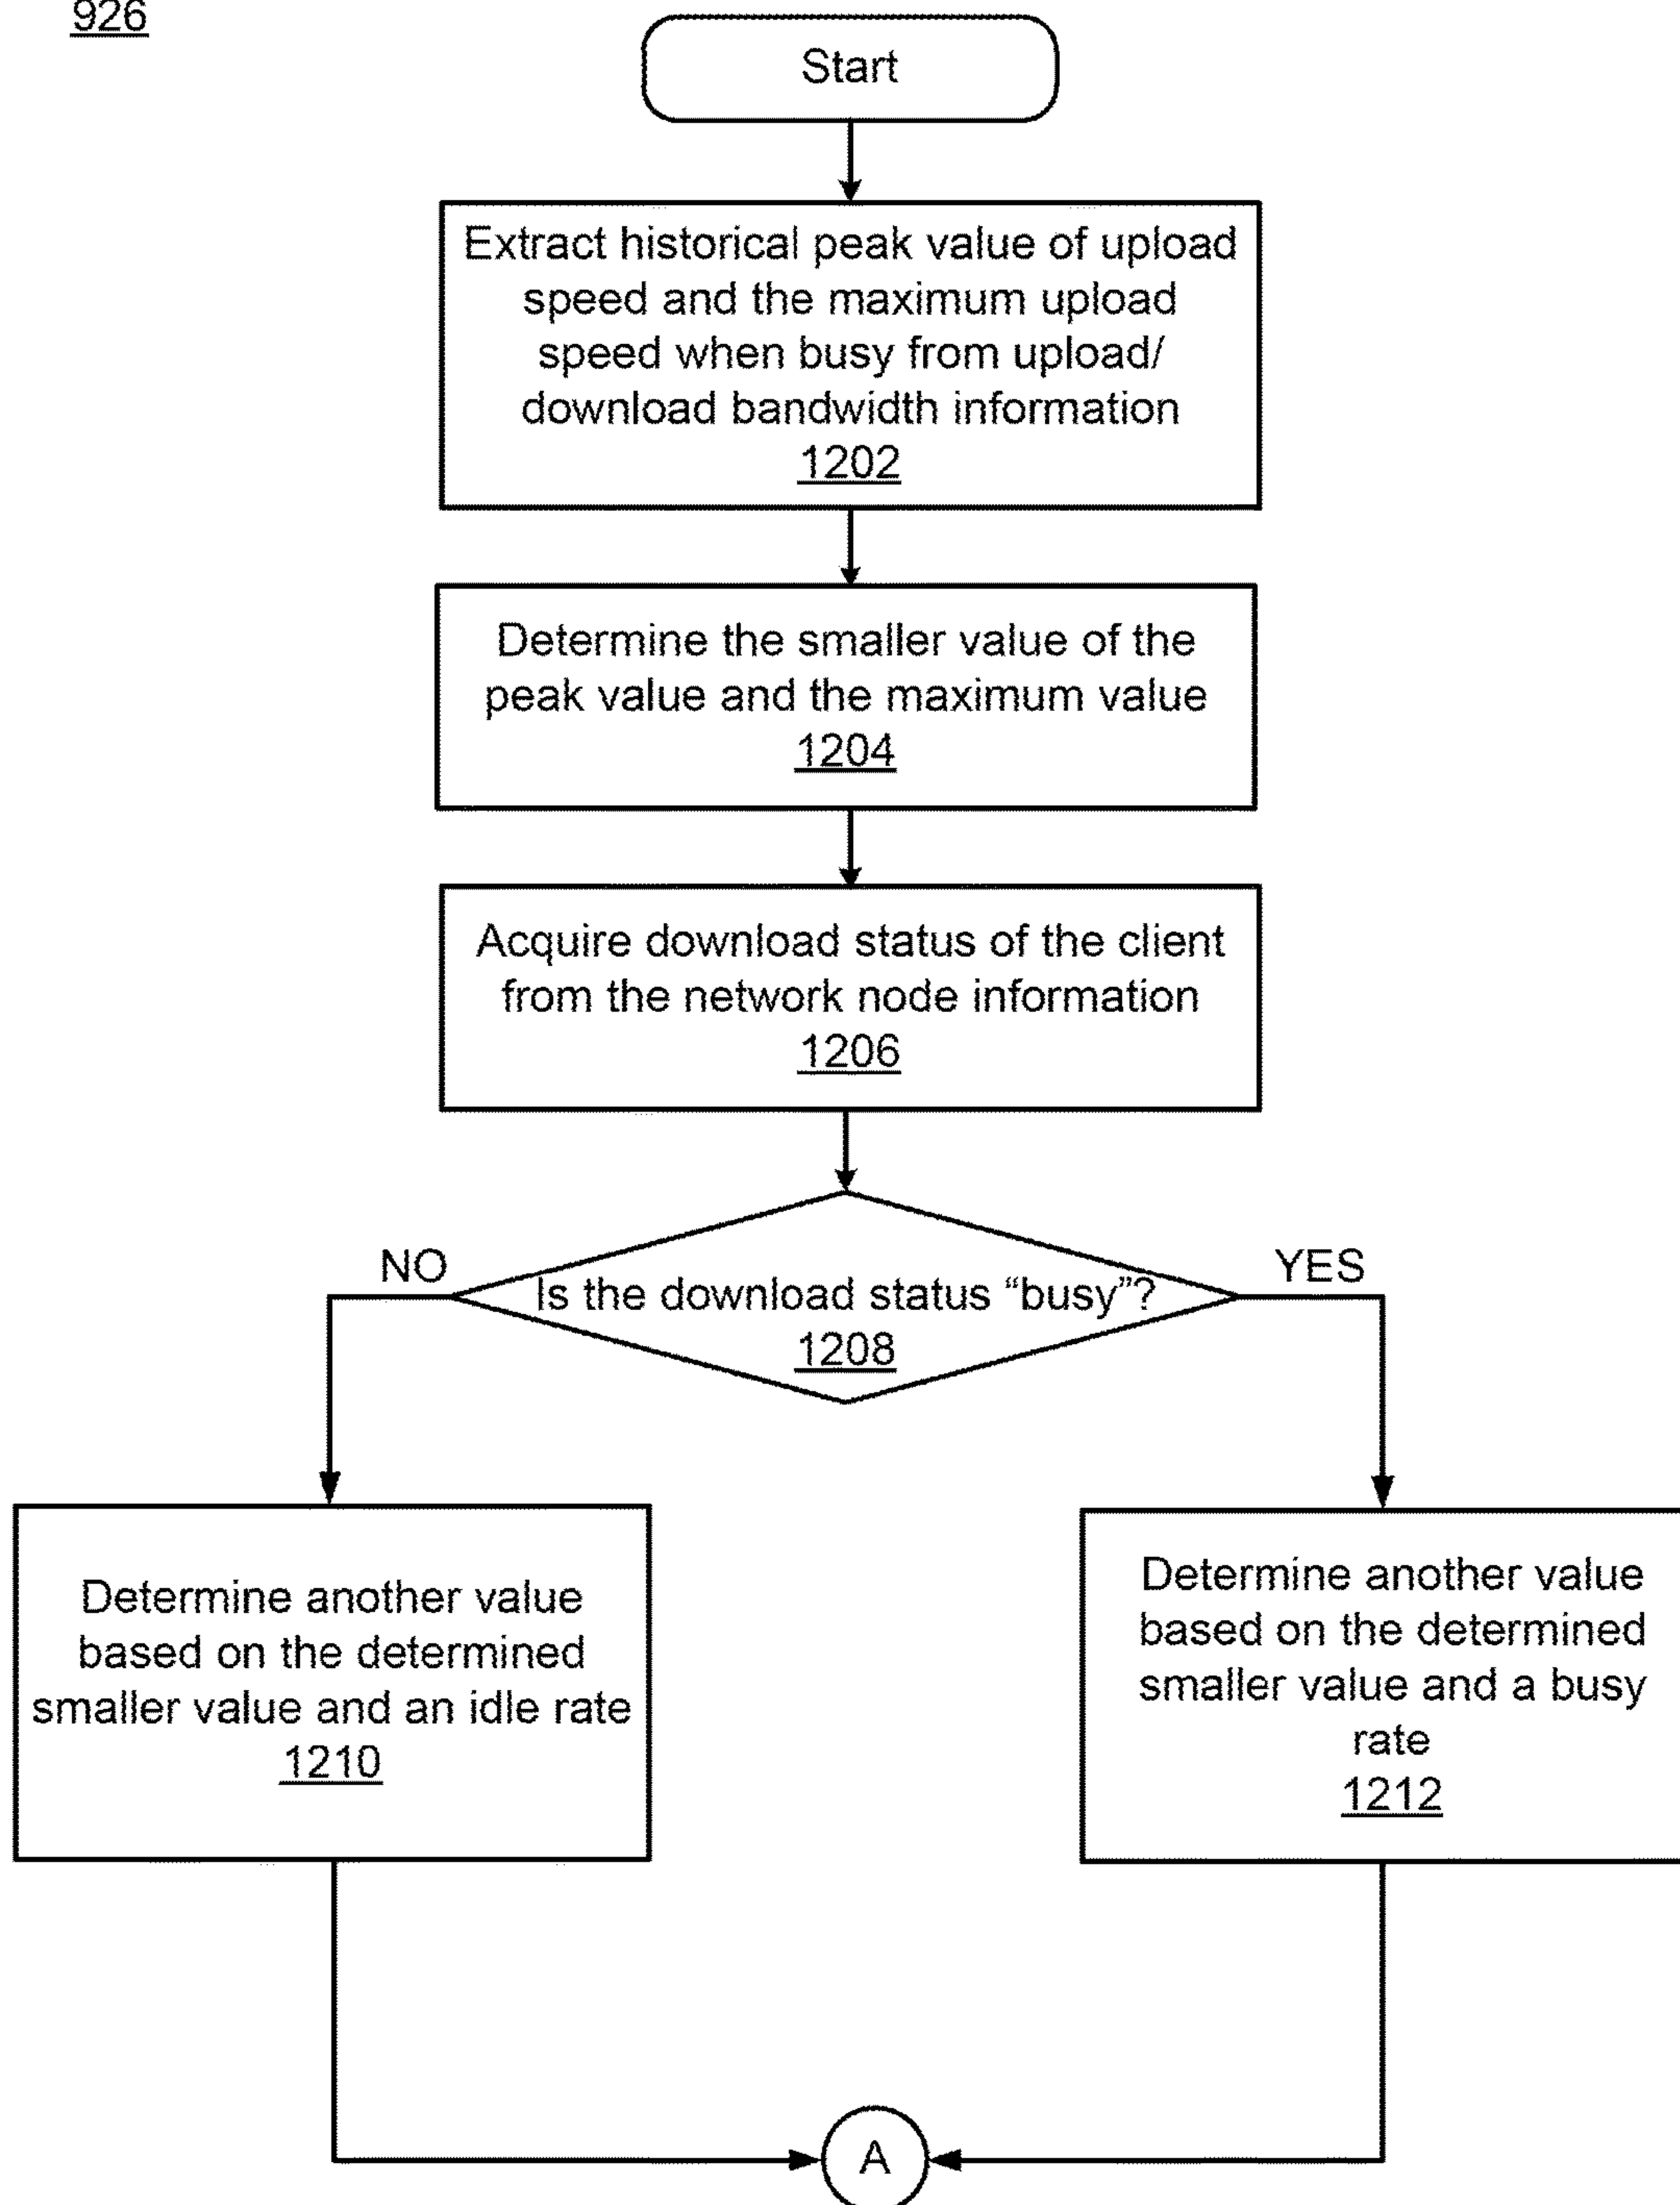 926
Start
Extract historical peak value of upload
speed and the maximum upload
speed when busy from upload/
download bandwidth information
1202
Determine the smaller value of the
peak value and the maximum value
1204
Acquire download status of the client
from the network node information
1206
NO
YES
Is the download status “busy”?
1208
Determine another value
based on the determined
smaller value and an idle rate
1210
Determine another value
based on the determined
smaller value and a busy
rate
1212
A